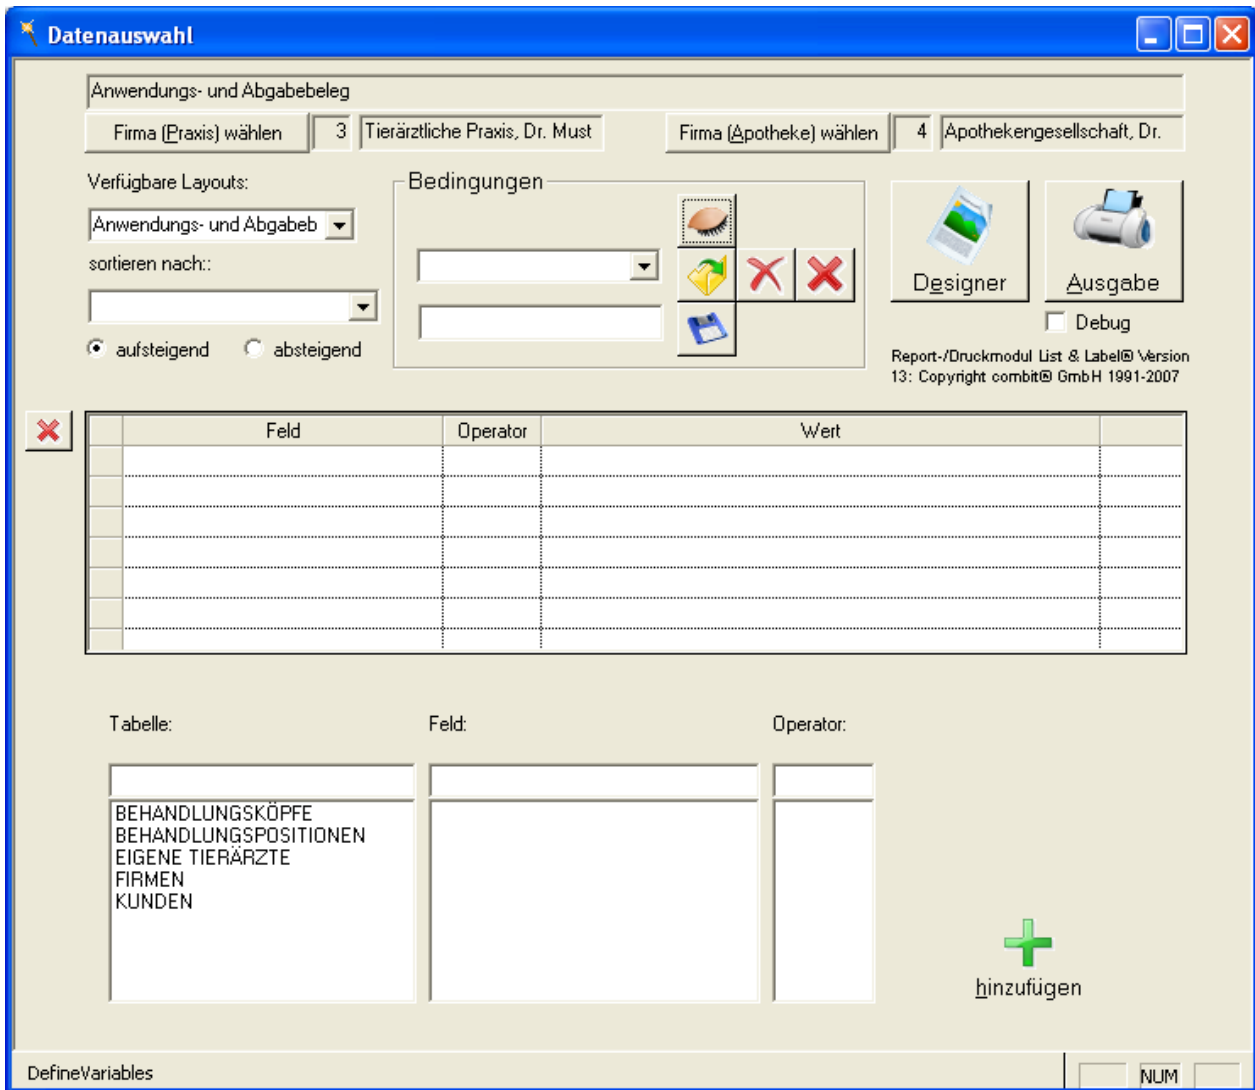 Datenauswahl
Anwendungs- und Abgabebeleg
Firma (Praxis) wählen 3 Tierärztliche Praxis, Dr. Must Firma (Apotheke) wählen 4 Apothekengesellschaft, Dr.
Verfügbare Layouts:
Bedingungen
Anwendungs- und Abgabeb
sortieren nach::
Designer
Ausgabe
Debug
aufsteigend absteigend
Report-/Druckmodul List & Label® Version
13: Copyright combit® GmbH 1991-2007
Feld Operator Wert
Tabelle: Feld: Operator:
BEHANDLUNGSKÖPFE
BEHANDLUNGSPOSITIONEN
EIGENE TIERÄRZTE
FIRMEN
KUNDEN
hinzufügen
DefineVariables NUM